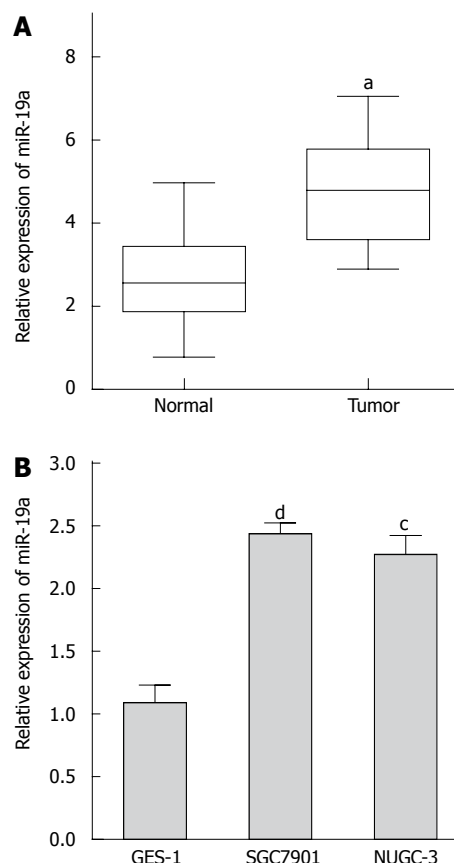 A
Relative expression of miR-19a
8
6
4
2
0
a
Normal Tumor
B
Relative expression of miR-19a
3.0
2.5
2.0
1.5
1.0
0.5
0.0
d
c
GES-1 SGC7901 NUGC-3